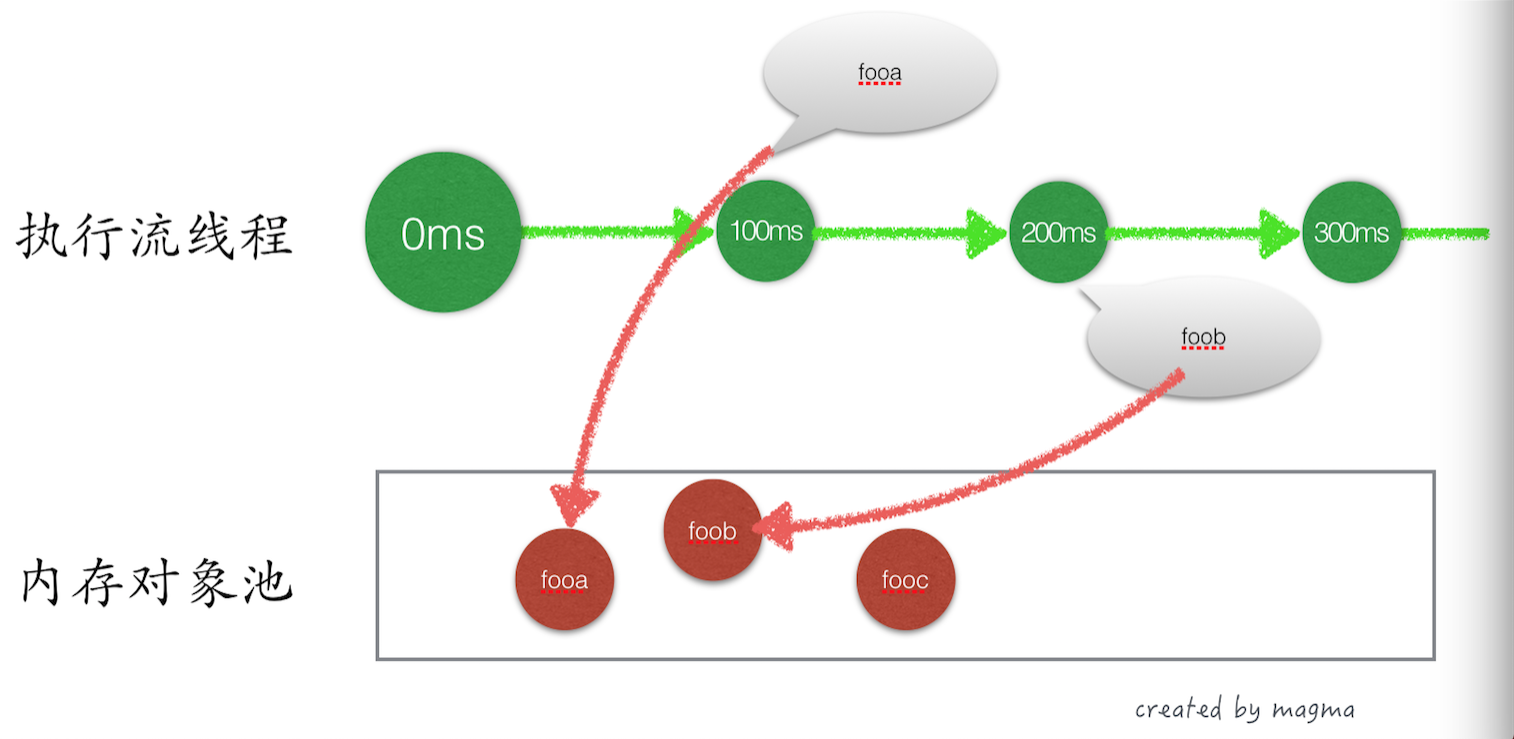 fooa
执行流线程
0ms
100ms
200ms
300ms
foob
foob
内存对象池
fooa
fooc
created by magma